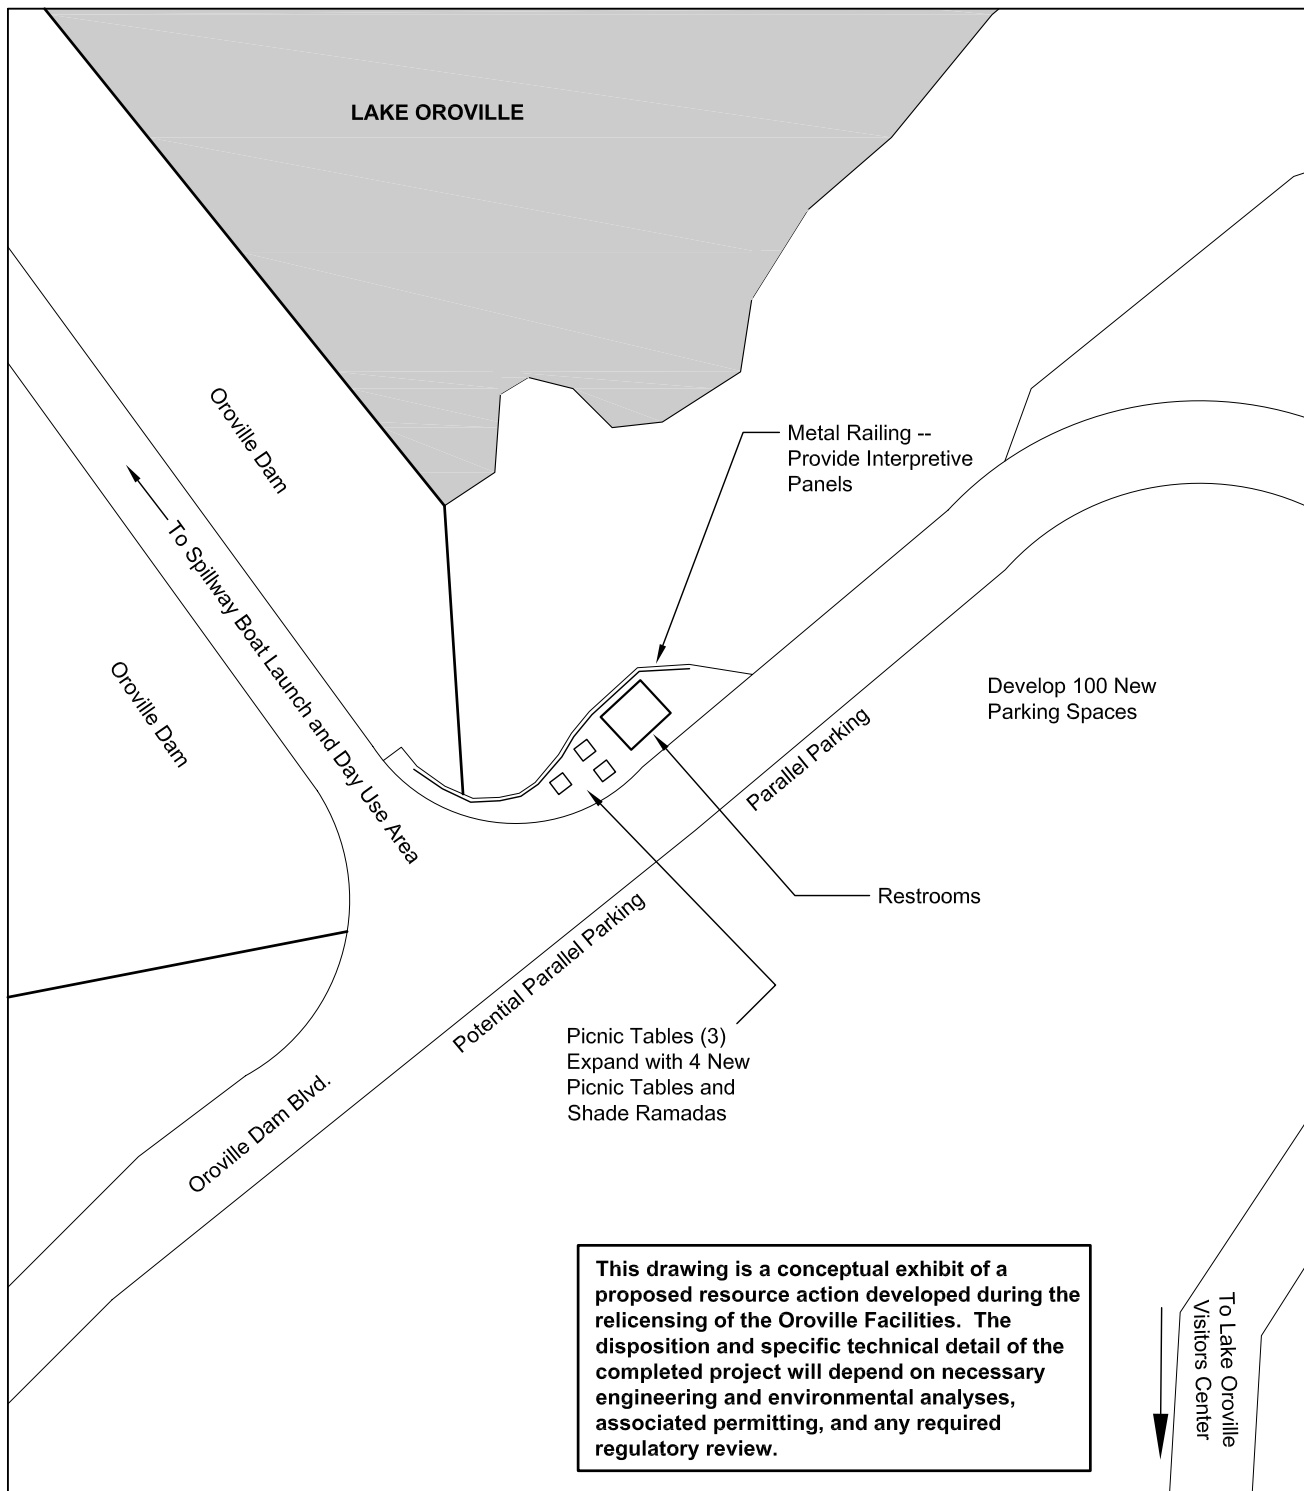 LAKE OROVILLE
Oroville Dam
Metal Railing --
Provide Interpretive
Panels
To Spillway Boat Launch and Day Use Area
Oroville Dam
Develop 100 New
Parking Spaces
Parallel Parking
Restrooms
Potential Parallel Parking
Picnic Tables (3)
Expand with 4 New
Picnic Tables and
Shade Ramadas
Oroville Dam Blvd.
This drawing is a conceptual exhibit of a
proposed resource action developed during the
relicensing of the Oroville Facilities.  The
disposition and specific technical detail of the
completed project will depend on necessary
engineering and environmental analyses,
associated permitting, and any required
regulatory review.
To Lake Oroville
Visitors Center